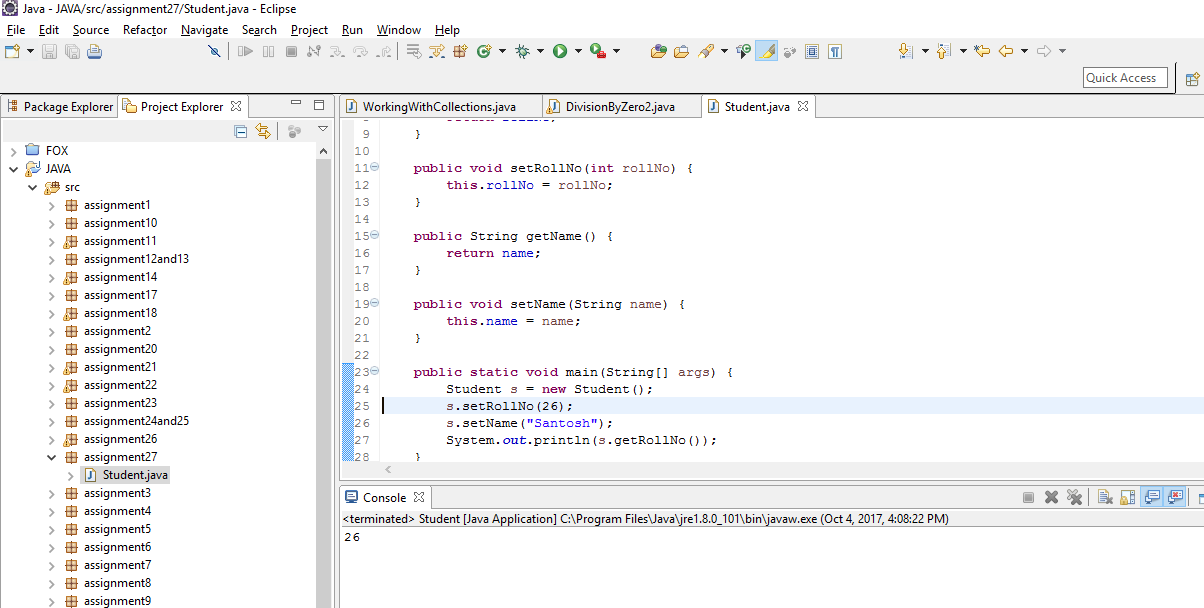 Java - JAVA/src/assignment27/Student.java - Eclipse
File Edit Source Refactor Navigate Search Project Run Window Help
Quick Access
Package Explorer Project Explorer
FOX
JAVA
src
assignment1
assignment10
assignment11
assignment12and13
assignment14
assignment17
assignment18
assignment2
assignment20
assignment21
assignment22
assignment23
assignment24and25
assignment26
assignment27
Student.java
assignment3
assignment4
assignment5
assignment6
assignment7
assignment8
assignment9
WorkingWithCollections.java DivisionByZero2.java Student.java
9 }
10
11 public void setRollNo(int rollNo) {
12 this.rollNo = rollNo;
13 }
14
15 public String getName() {
16 return name;
17 }
18
19 public void setName(String name) {
20 this.name = name;
21 }
22
23 public static void main(String[] args) {
24 Student s = new Student();
25 s.setRollNo(26);
26 s.setName("Santosh");
27 System.out.println(s.getRollNo());
28 }
Console
<terminated> Student [Java Application] C:\Program Files\Java\jre1.8.0_101\bin\javaw.exe (Oct 4, 2017, 4:08:22 PM)
26